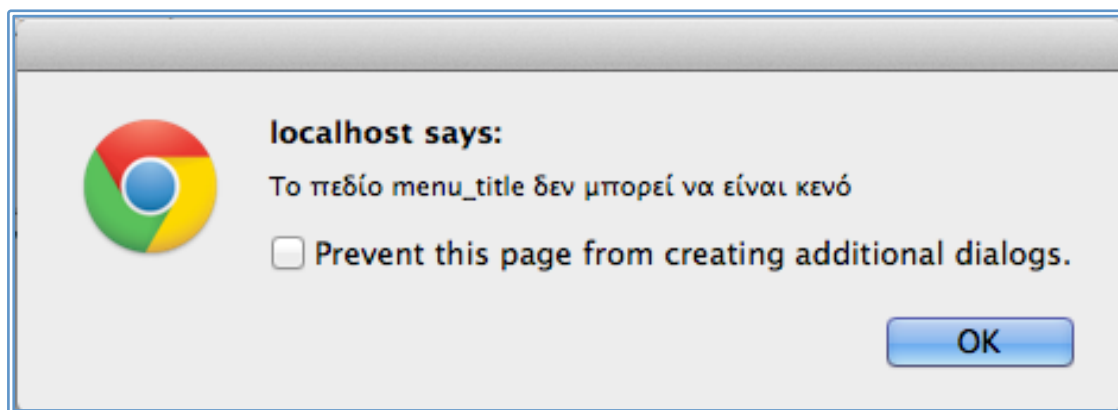 localhost says:
Το πεδίο menu_title δεν μπορεί να είναι κενό
Prevent this page from creating additional dialogs.
OK